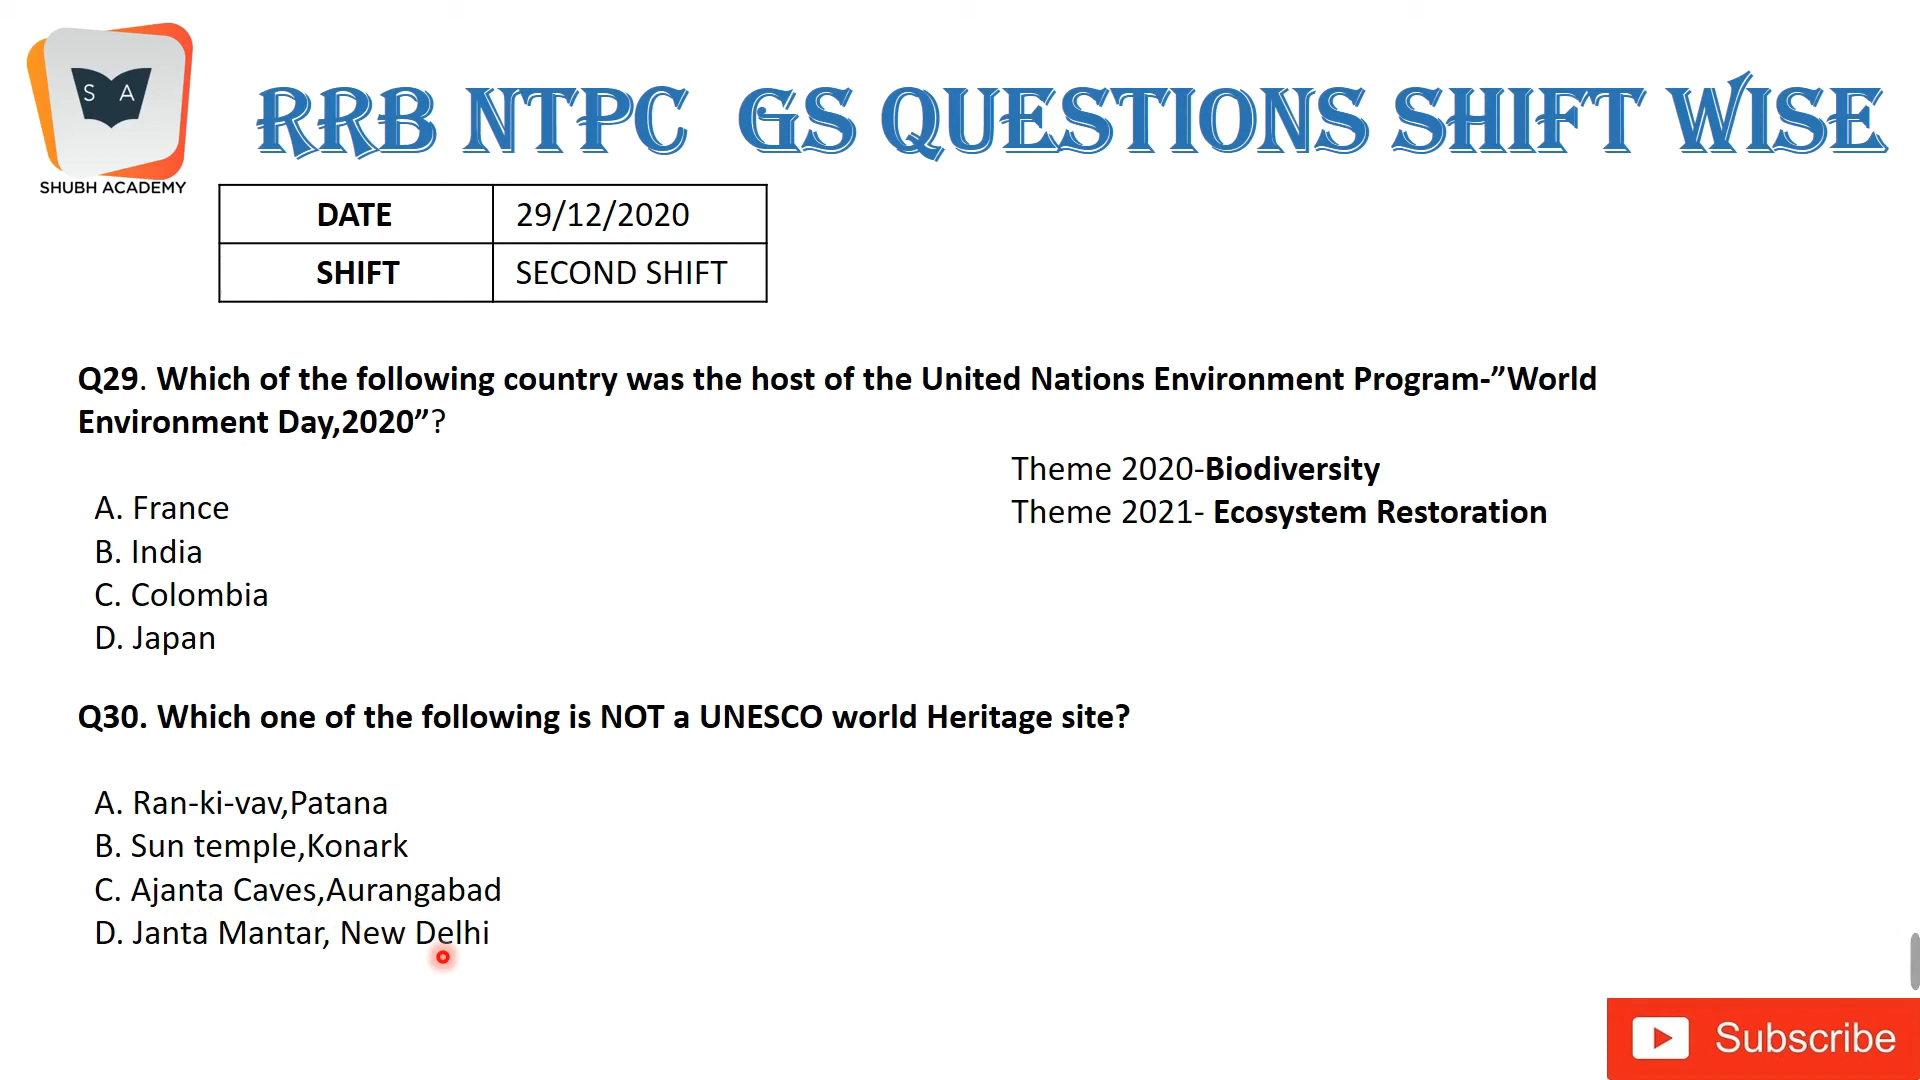 S A
SHUBH ACADEMY
RRB NTPC GS QUESTIONS SHIFT WISE
DATE 29/12/2020
SHIFT SECOND SHIFT
Q29. Which of the following country was the host of the United Nations Environment Program-”World
Environment Day,2020”?
Theme 2020-Biodiversity
Theme 2021- Ecosystem Restoration
A. France
B. India
C. Colombia
D. Japan
Q30. Which one of the following is NOT a UNESCO world Heritage site?
A. Ran-ki-vav,Patana
B. Sun temple,Konark
C. Ajanta Caves,Aurangabad
D. Janta Mantar, New Delhi
Subscribe